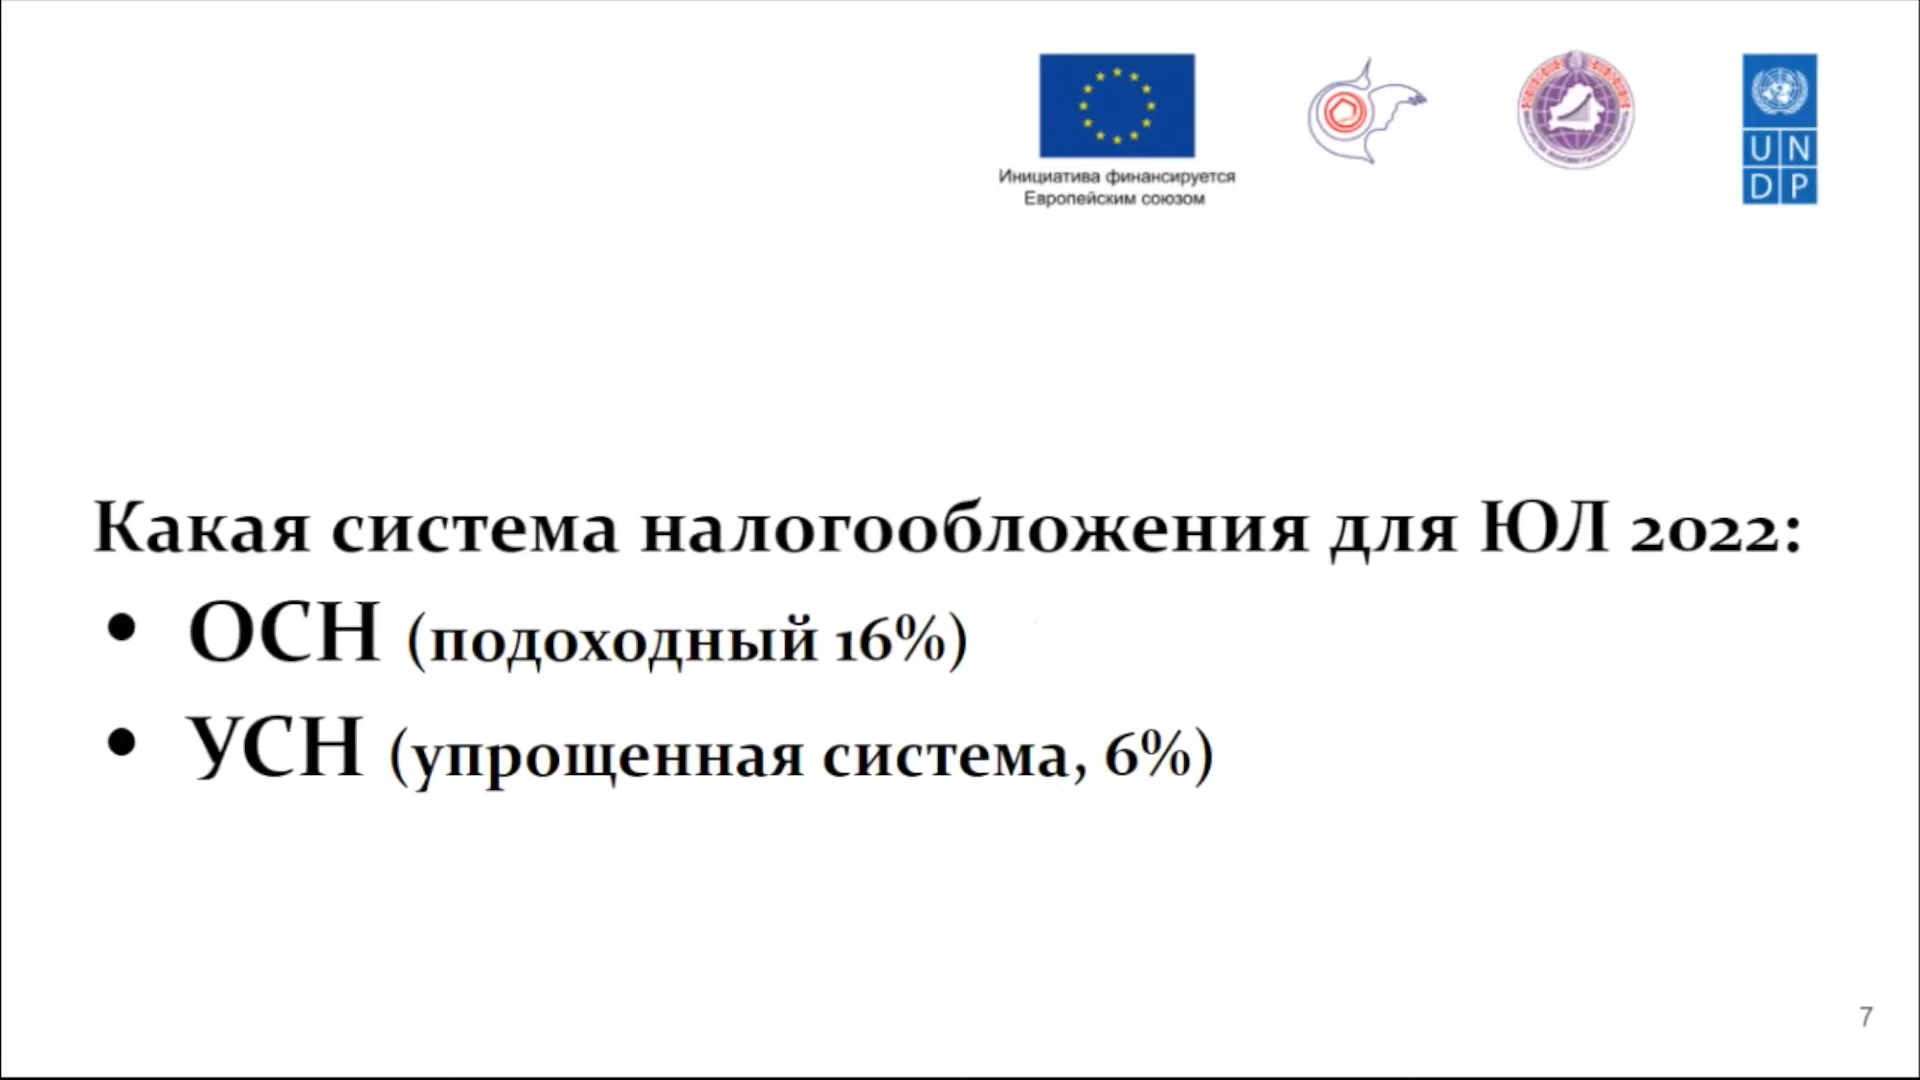 Инициатива финансируется
Европейским союзом
UN
DP
Какая система налогообложения для ЮЛ 2022:
• ОСН (подоходный 16%)
• УСН (упрощенная система, 6%)
7